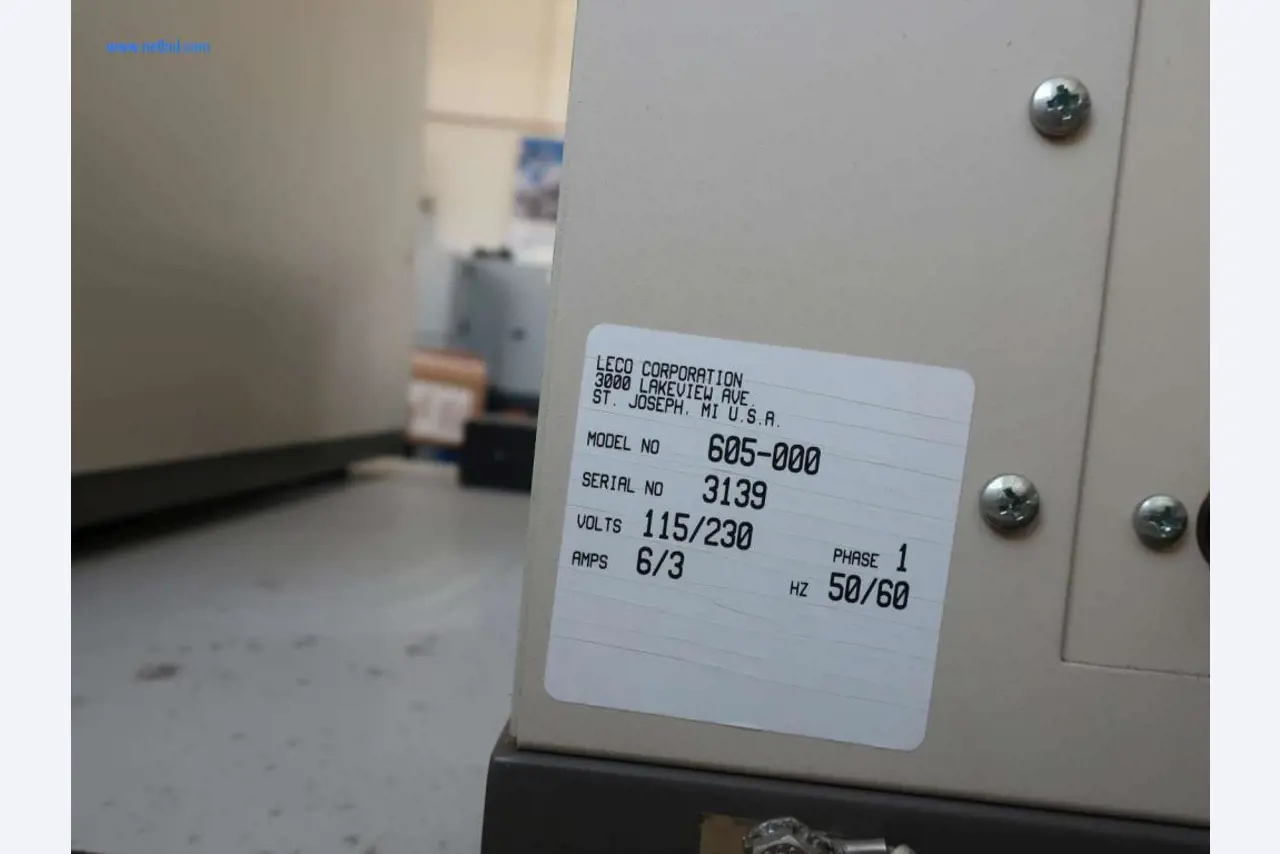 www.netbid.com
LECO CORPORATION
3000 LAKEVIEW AVE.
ST. JOSEPH, MI U.S.A.
MODEL NO 605-000
SERIAL NO 3139
VOLTS 115/230
PHASE 1
AMPS 6/3
HZ 50/60